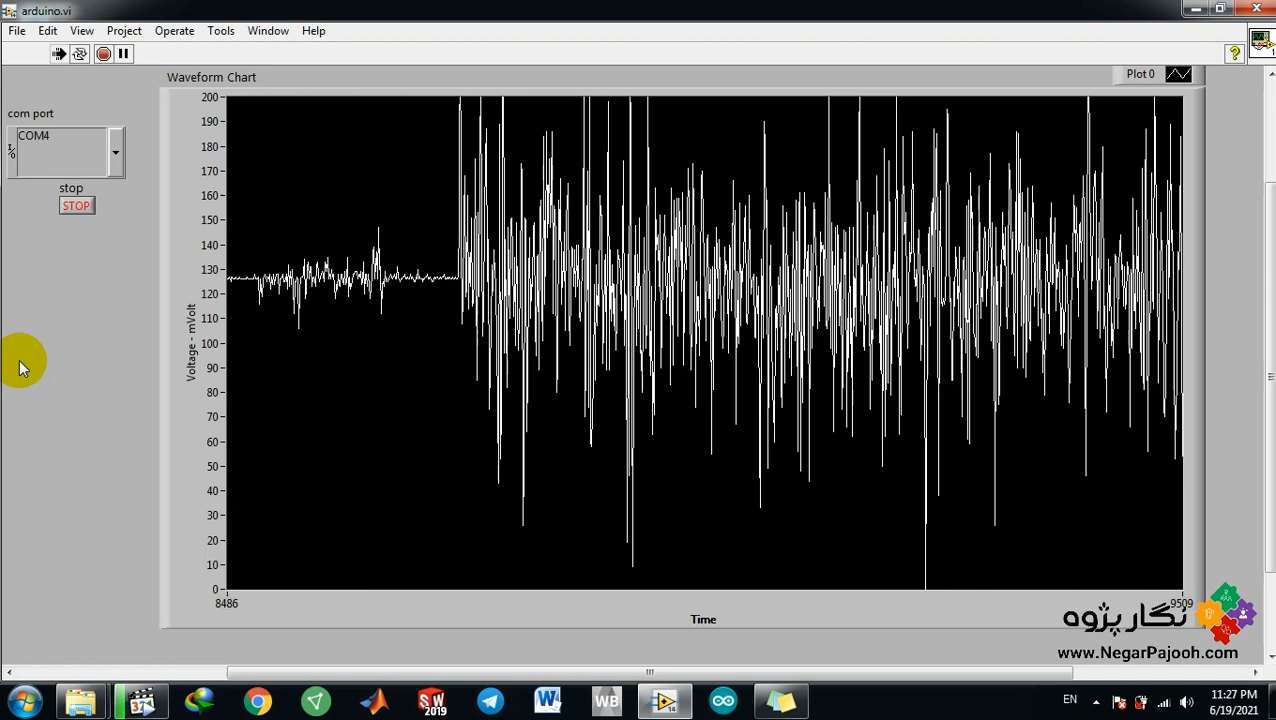 arduino.vi
File Edit View Project Operate Tools Window Help
Waveform Chart
Plot 0
com port
COM4
stop
STOP
200
190
180
170
160
150
140
130
120
110
100
90
80
70
60
50
40
30
20
10
0
Voltage - mVolt
8486
9509
Time
نگار پژوه
www.NegarPajooh.com
SW
2019
W
WB
14
EN
11:27 PM
6/19/2021